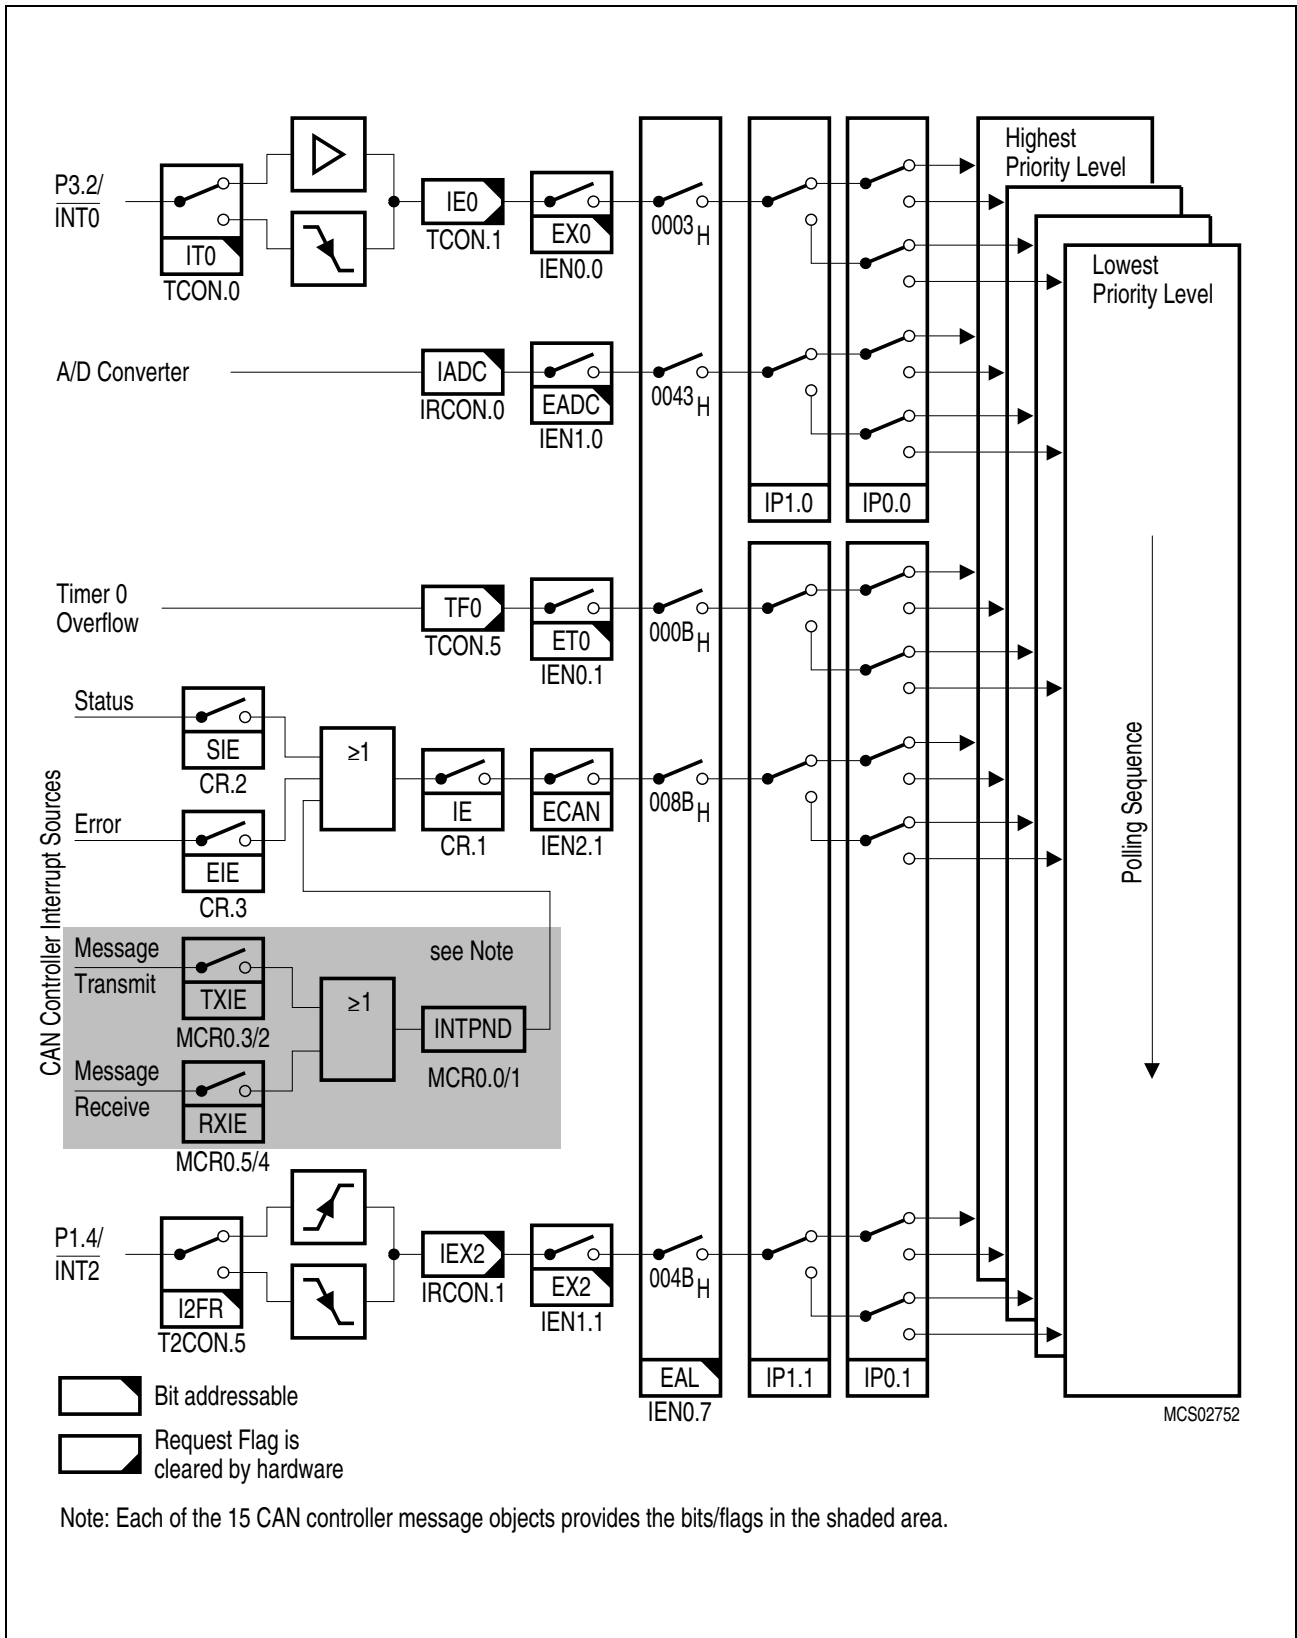 Highest
Priority Level
Lowest
Priority Level
P3.2/
INT0
IT0
TCON.0
IE0
TCON.1
EX0
IEN0.0
0003H
A/D Converter
IADC
IRCON.0
EADC
IEN1.0
0043H
IP1.0
IP0.0
Timer 0
Overflow
TF0
TCON.5
ET0
IEN0.1
000BH
CAN Controller Interrupt Sources
Status
SIE
CR.2
Error
EIE
CR.3
≥1
IE
CR.1
ECAN
IEN2.1
008BH
Polling Sequence
see Note
Message
Transmit
TXIE
MCR0.3/2
Message
Receive
RXIE
MCR0.5/4
≥1
INTPND
MCR0.0/1
P1.4/
INT2
I2FR
T2CON.5
IEX2
IRCON.1
EX2
IEN1.1
004BH
EAL
IEN0.7
IP1.1
IP0.1
MCS02752
Bit addressable
Request Flag is
cleared by hardware
Note: Each of the 15 CAN controller message objects provides the bits/flags in the shaded area.